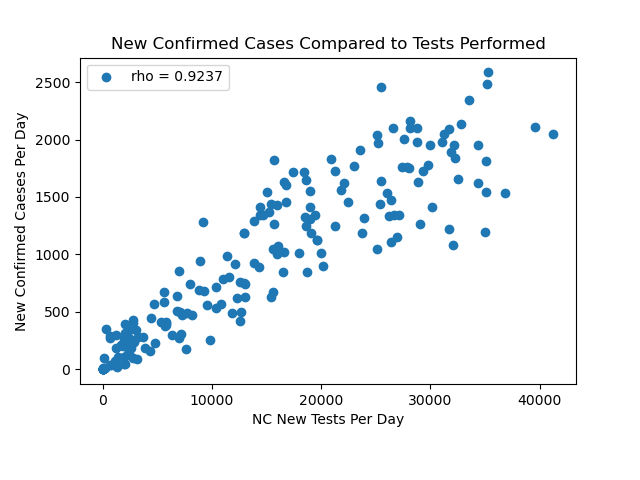 New Confirmed Cases Compared to Tests Performed
rho = 0.9237
New Confirmed Caeses Per Day
2500
2000
1500
1000
500
0
0 10000 20000 30000 40000
NC New Tests Per Day